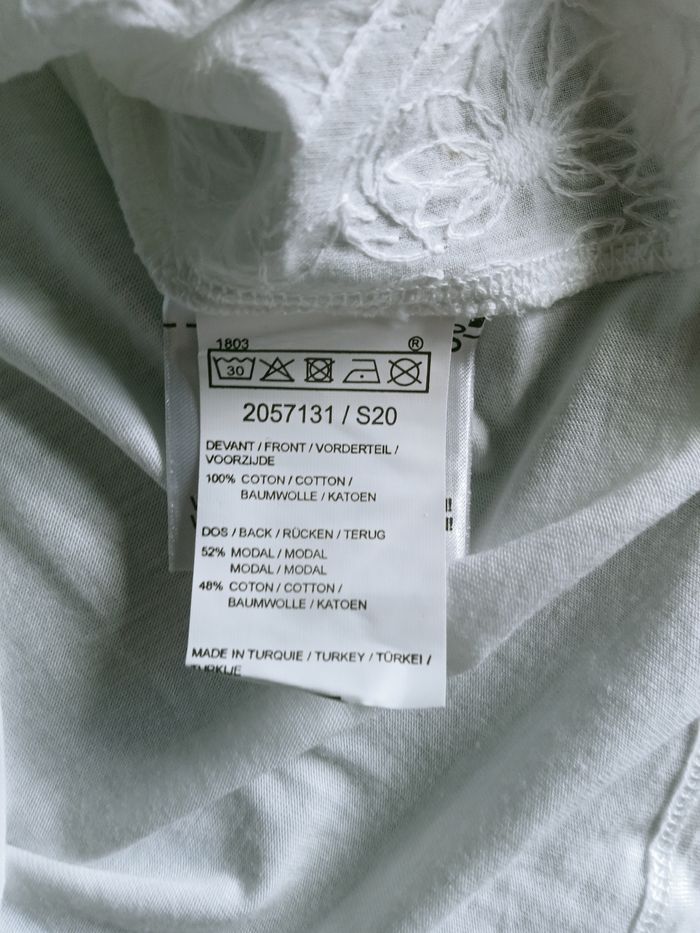 1803 ®
30
2057131 / S20
DEVANT / FRONT / VORDERTEIL /
VOORZIJDE
100% COTON / COTTON /
BAUMWOLLE / KATOEN
DOS / BACK / RÜCKEN / TERUG
52% MODAL / MODAL
MODAL / MODAL
48% COTON / COTTON /
BAUMWOLLE / KATOEN
MADE IN TURQUIE / TURKEY / TÜRKEI /
TURKIJE